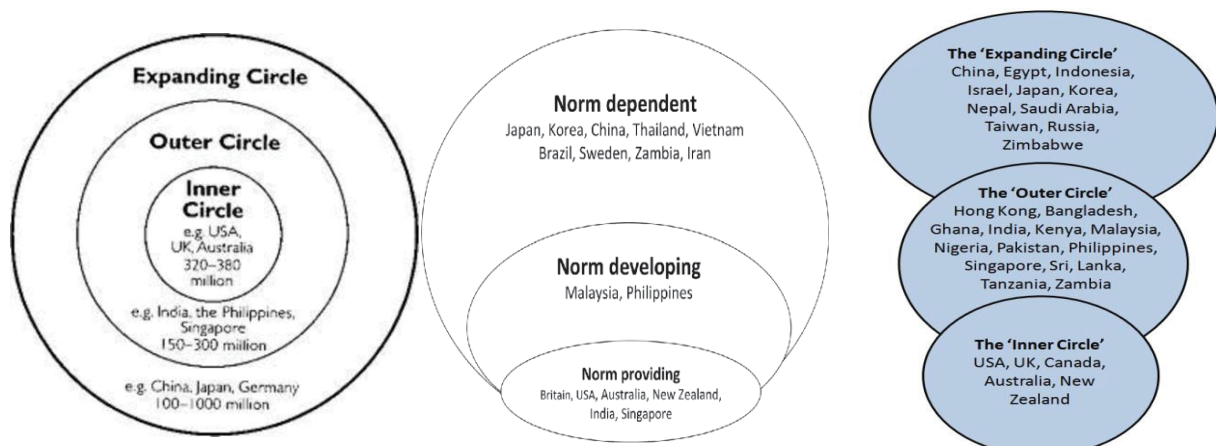 Expanding Circle
Outer Circle
Inner
Circle
e.g. USA,
UK, Australia
320–380
million
e.g. India, the Philippines,
Singapore
150–300 million
e.g. China, Japan, Germany
100–1000 million
Norm dependent
Japan, Korea, China, Thailand, Vietnam
Brazil, Sweden, Zambia, Iran
Norm developing
Malaysia, Philippines
Norm providing
Britain, USA, Australia, New Zealand,
India, Singapore
The ‘Expanding Circle’
China, Egypt, Indonesia,
Israel, Japan, Korea,
Nepal, Saudi Arabia,
Taiwan, Russia,
Zimbabwe
The ‘Outer Circle’
Hong Kong, Bangladesh,
Ghana, India, Kenya, Malaysia,
Nigeria, Pakistan, Philippines,
Singapore, Sri, Lanka,
Tanzania, Zambia
The ‘Inner Circle’
USA, UK, Canada,
Australia, New
Zealand